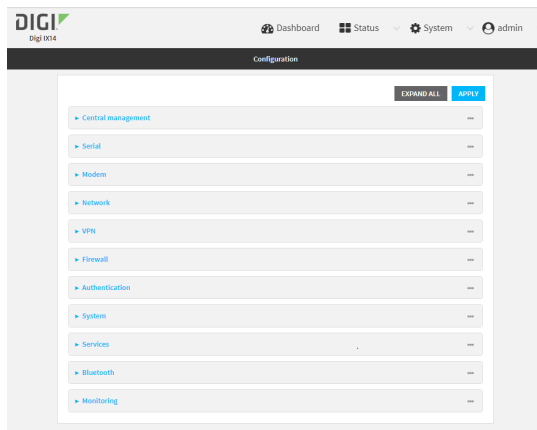 DIGI
Digi IX14
Dashboard
Status
System
admin
Configuration
EXPAND ALL
APPLY
Central management
Serial
Modem
Network
VPN
Firewall
Authentication
System
Services
Bluetooth
Monitoring